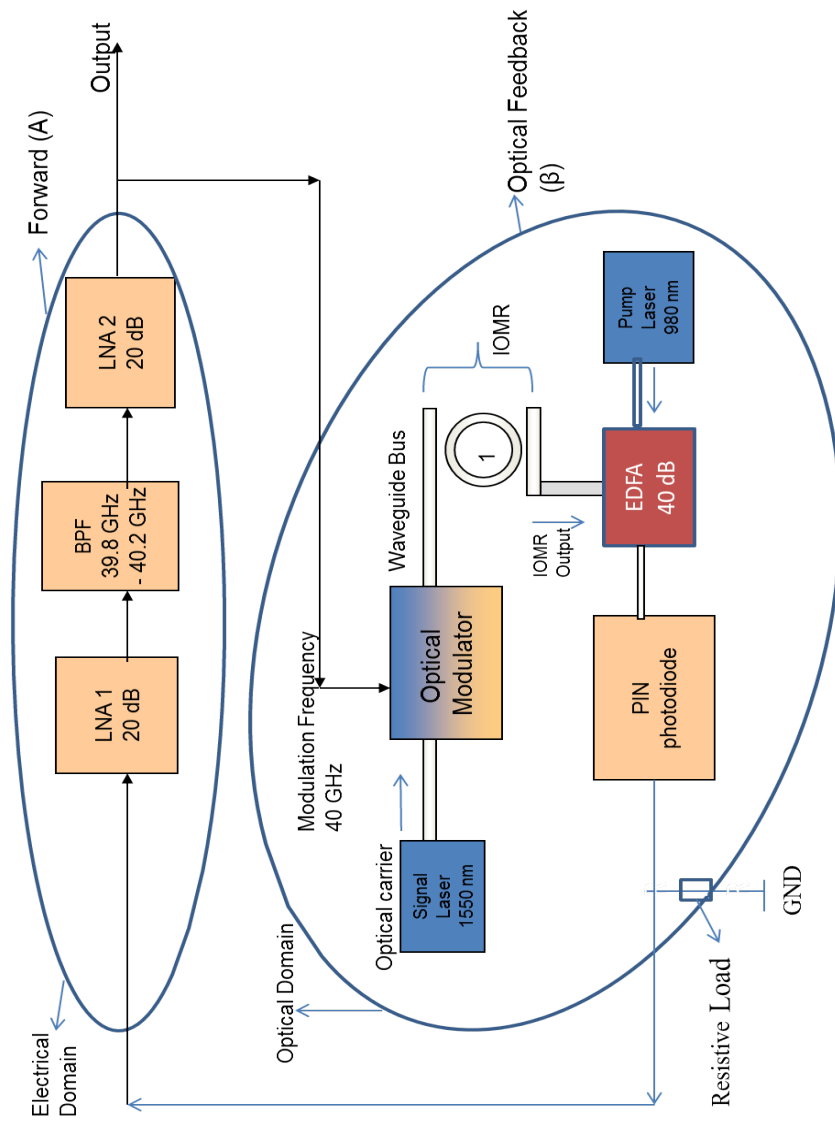 Electrical
Domain
Forward (A)
LNA 1
20 dB
BPF
39.8 GHz
- 40.2 GHz
LNA 2
20 dB
Output
Modulation Frequency
40 GHz
Optical Domain
Optical carrier
Signal
Laser
1550 nm
Optical
Modulator
Waveguide Bus
1
IOMR
Optical Feedback
(β)
IOMR
Output
PIN
photodiode
EDFA
40 dB
Pump
Laser
980 nm
Resistive Load
GND